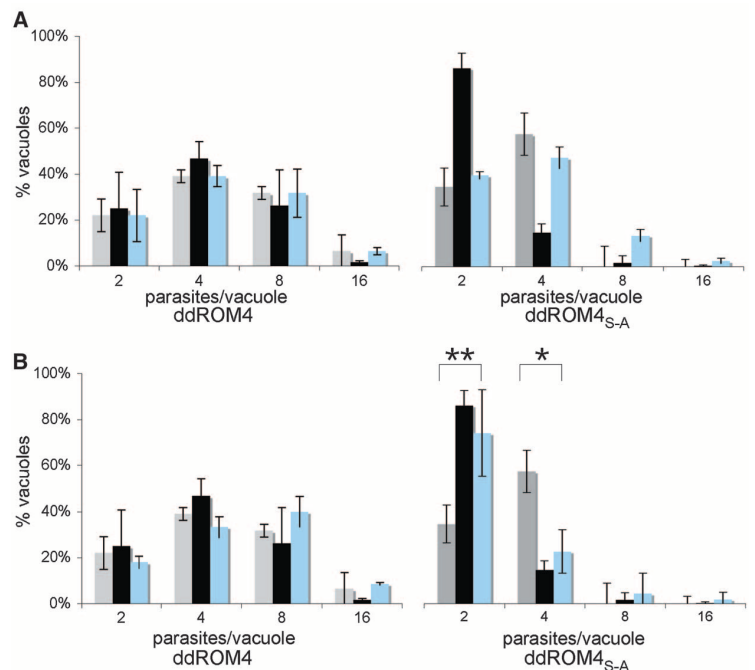 A
100%
80%
60%
40%
20%
0%
% vacuoles
2 4 8 16
parasites/vacuole
ddROM4
2 4 8 16
parasites/vacuole
ddROM4S-A
B
100%
80%
60%
40%
20%
0%
% vacuoles
2 4 8 16
parasites/vacuole
ddROM4
** *
2 4 8 16
parasites/vacuole
ddROM4S-A